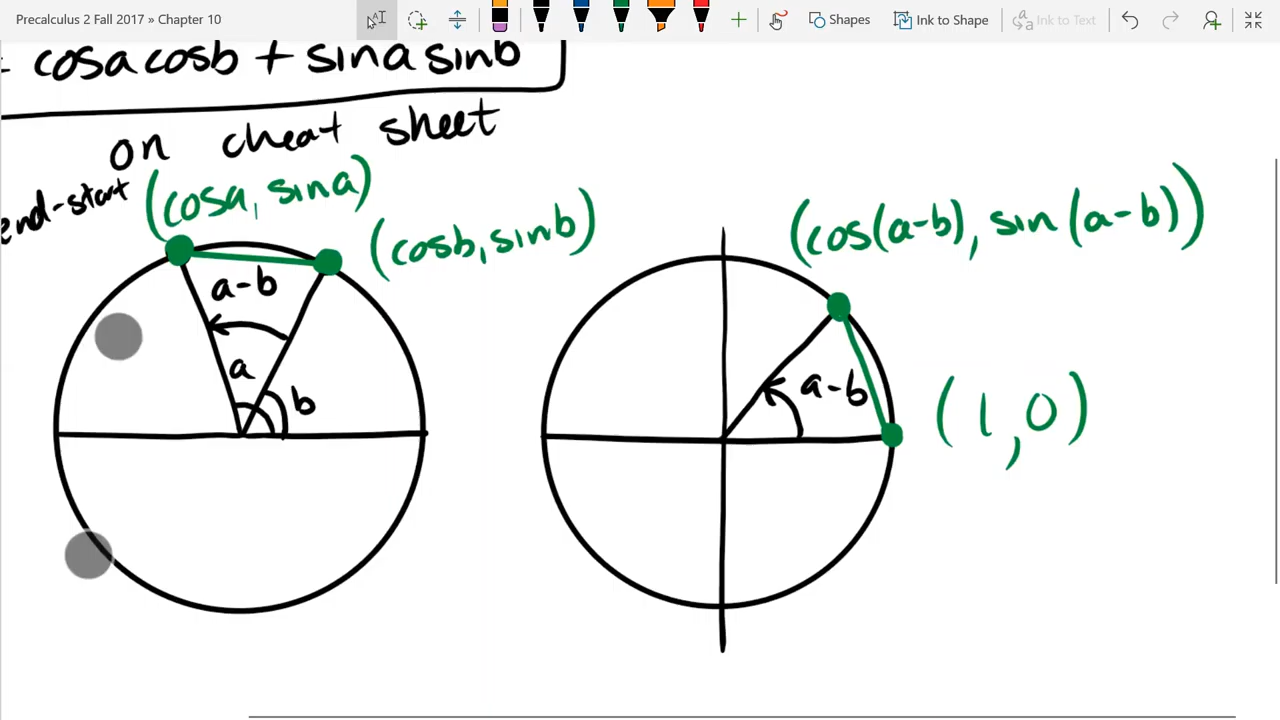 Precalculus 2 Fall 2017 » Chapter 10
Shapes
Ink to Shape
Ink to Text
= cosa cosb + sina sinb
on cheat sheet
end-start
(cosa, sina)
(cosb, sinb)
a-b
a
b
(cos(a-b), sin(a-b))
a-b
(1,0)